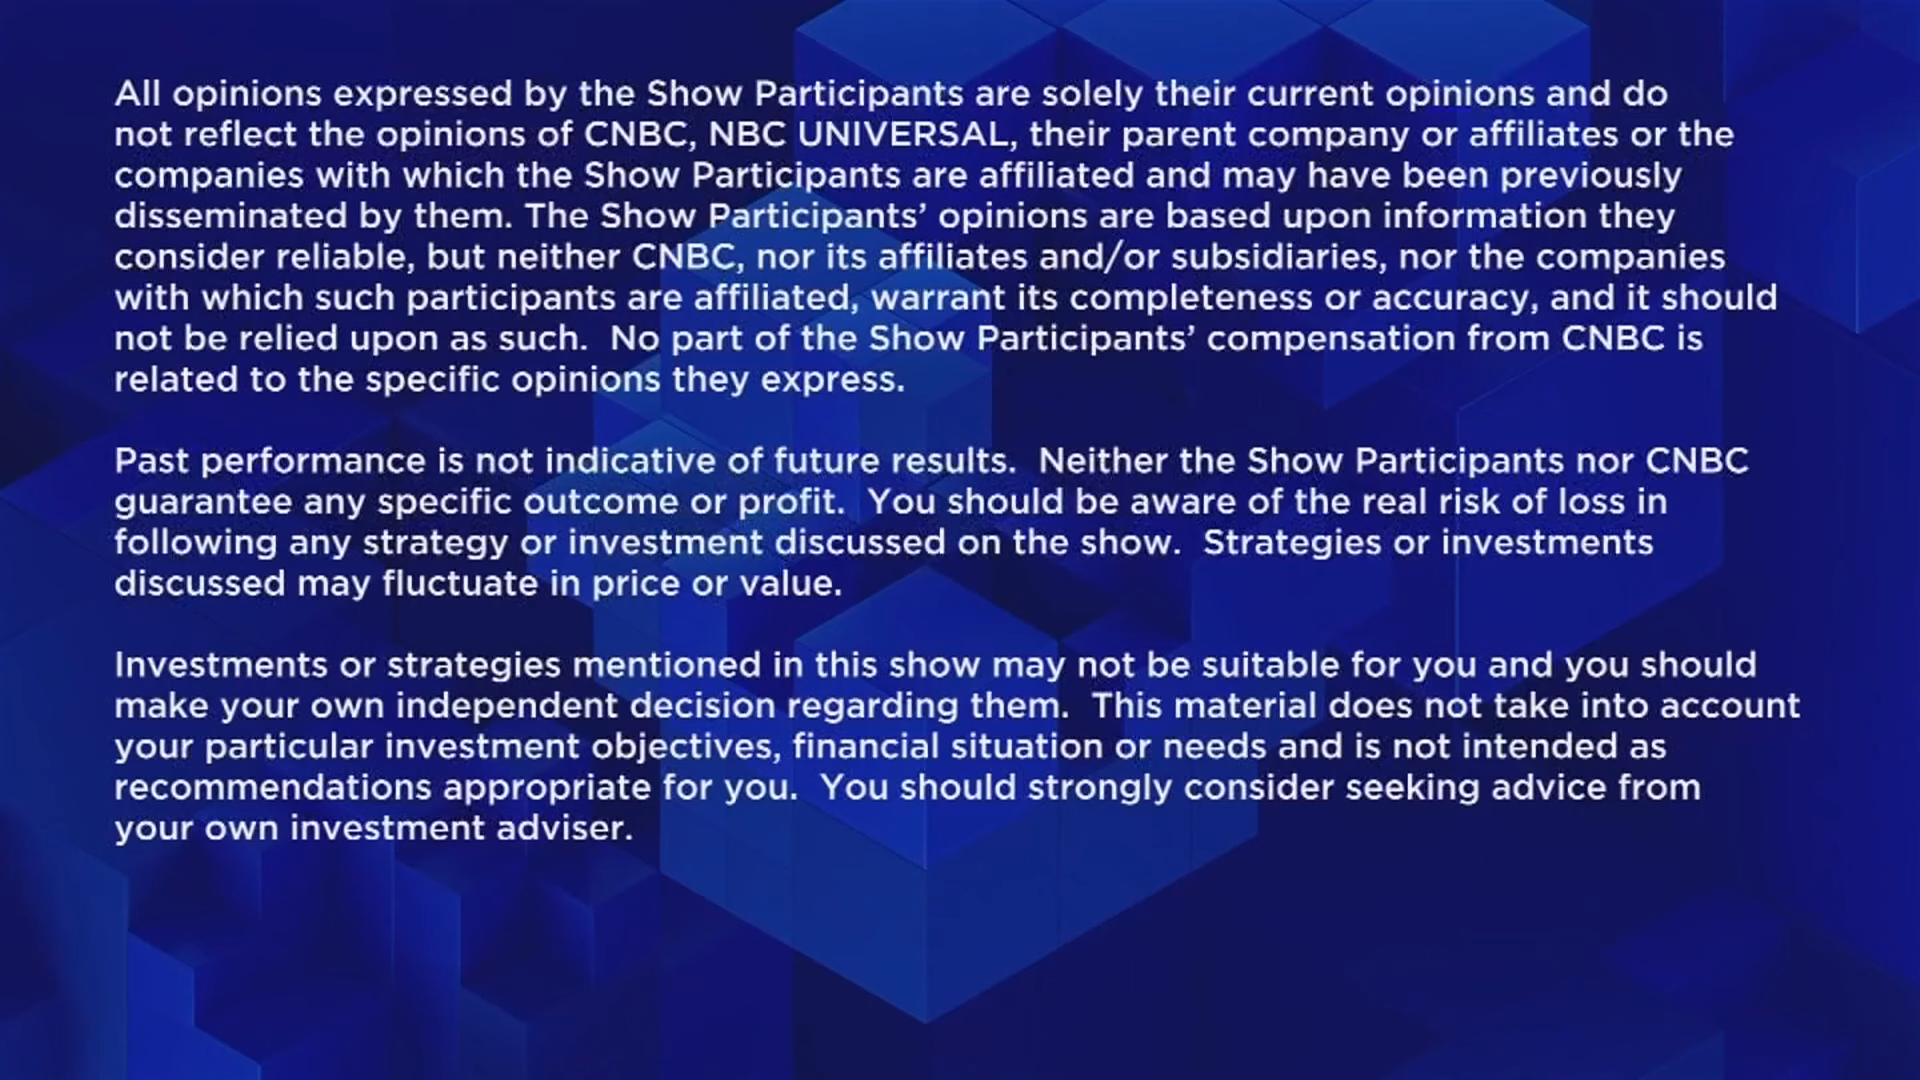 All opinions expressed by the Show Participants are solely their current opinions and do
not reflect the opinions of CNBC, NBC UNIVERSAL, their parent company or affiliates or the
companies with which the Show Participants are affiliated and may have been previously
disseminated by them. The Show Participants’ opinions are based upon information they
consider reliable, but neither CNBC, nor its affiliates and/or subsidiaries, nor the companies
with which such participants are affiliated, warrant its completeness or accuracy, and it should
not be relied upon as such.  No part of the Show Participants’ compensation from CNBC is
related to the specific opinions they express.
Past performance is not indicative of future results.  Neither the Show Participants nor CNBC
guarantee any specific outcome or profit.  You should be aware of the real risk of loss in
following any strategy or investment discussed on the show.  Strategies or investments
discussed may fluctuate in price or value.
Investments or strategies mentioned in this show may not be suitable for you and you should
make your own independent decision regarding them.  This material does not take into account
your particular investment objectives, financial situation or needs and is not intended as
recommendations appropriate for you.  You should strongly consider seeking advice from
your own investment adviser.